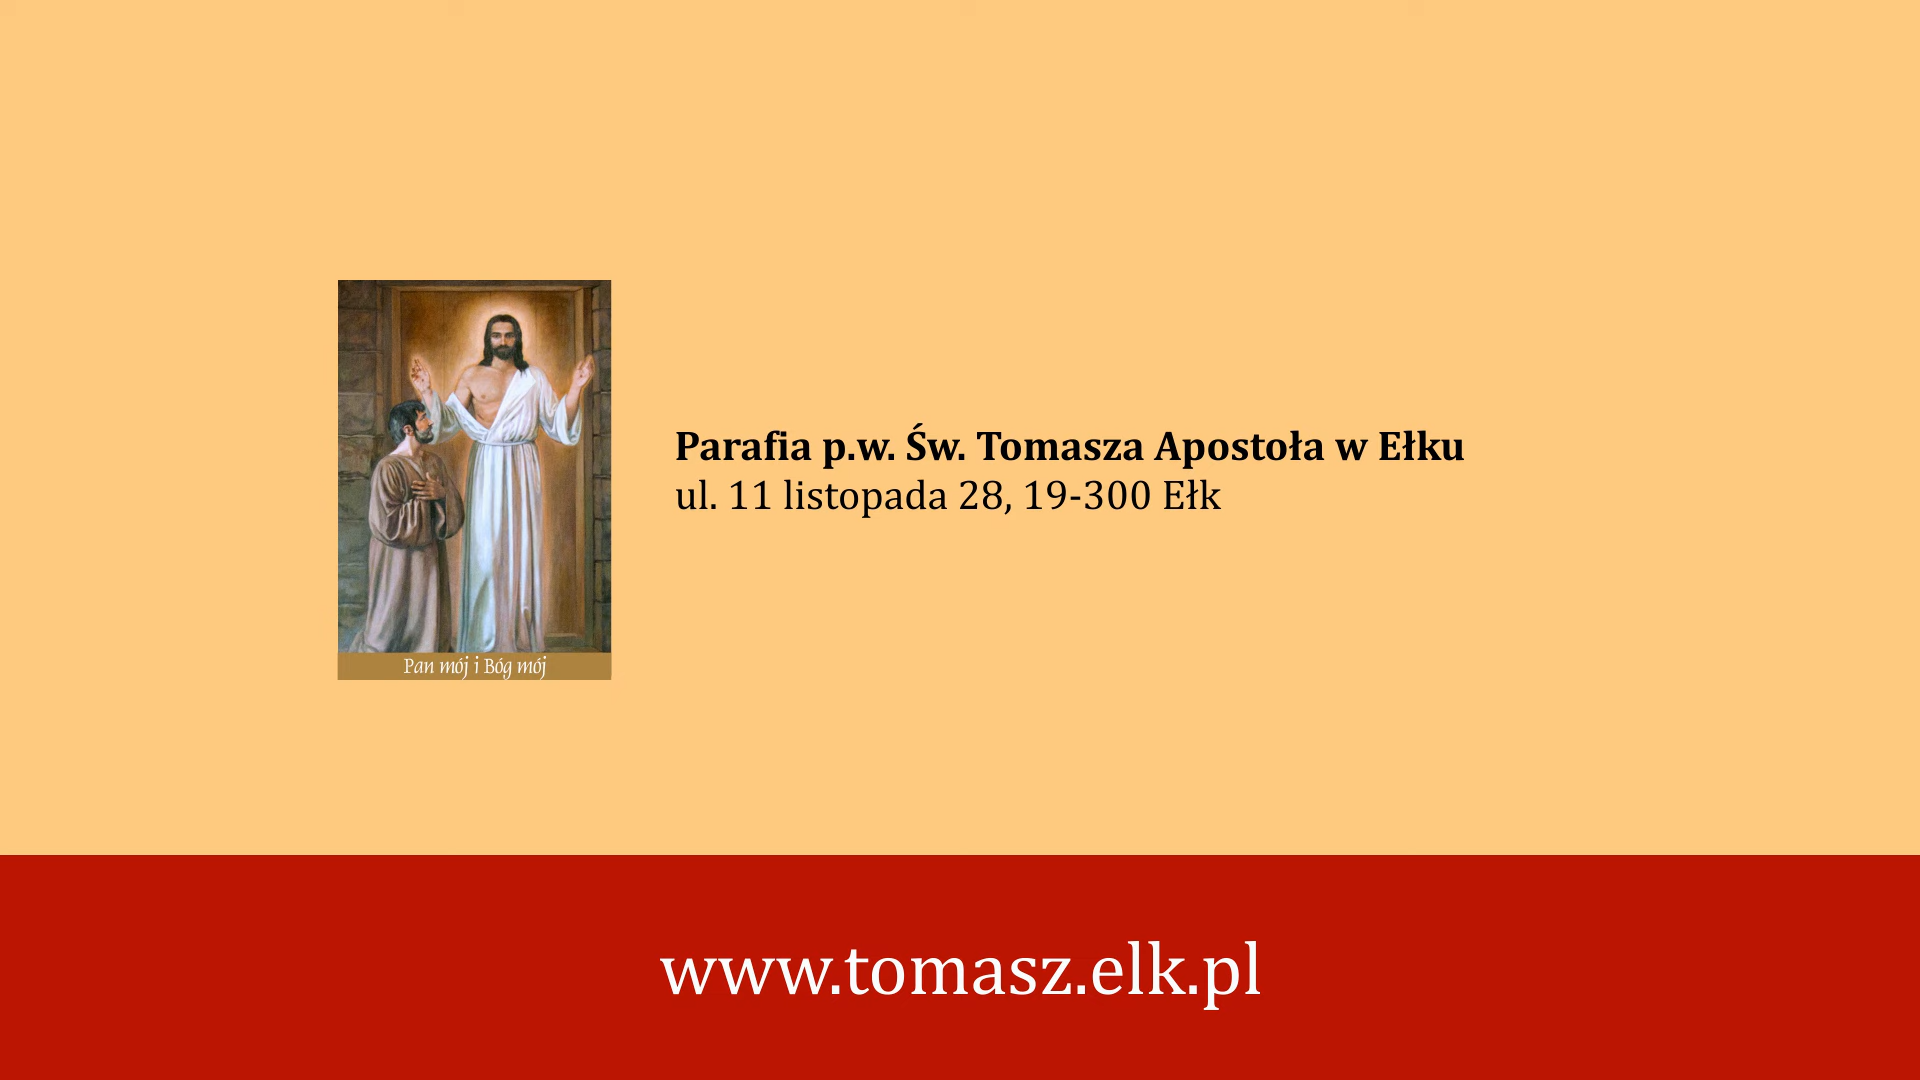 Pan mój i Bóg mój
Parafia p.w. Św. Tomasza Apostoła w Ełku
ul. 11 listopada 28, 19-300 Ełk
www.tomasz.elk.pl